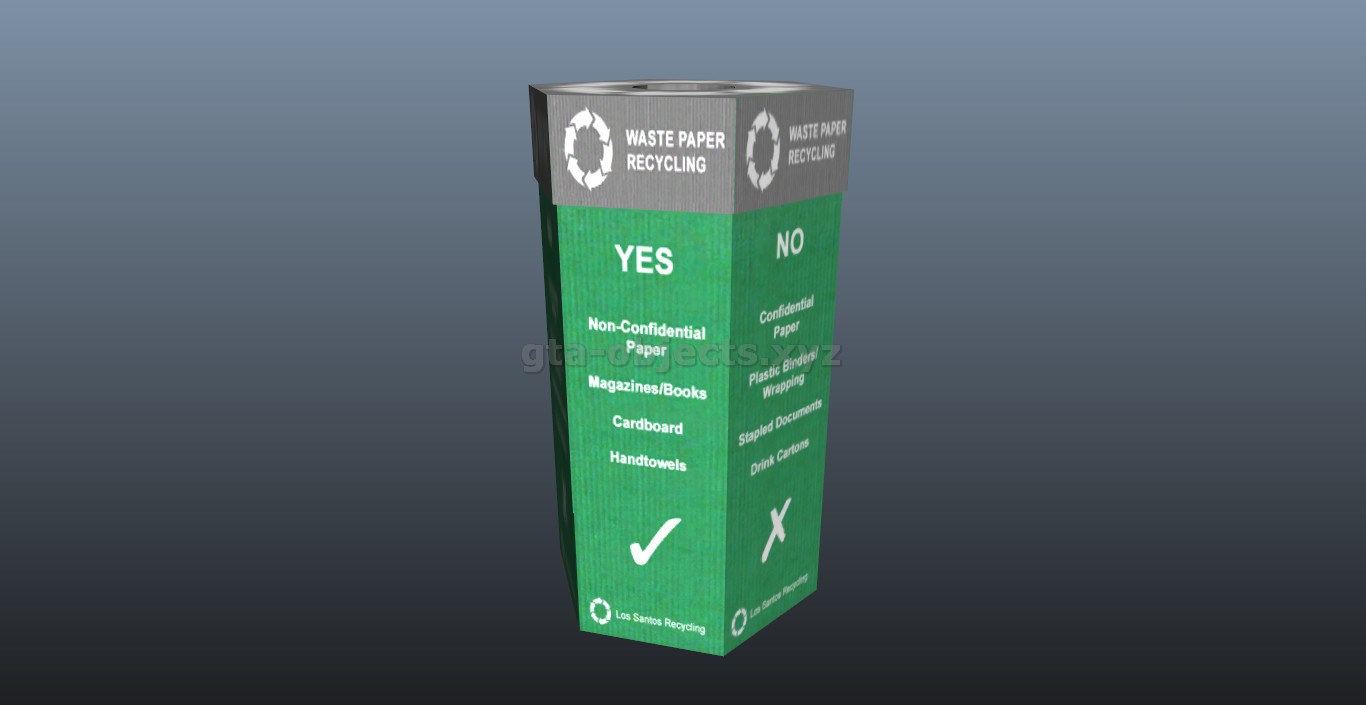 WASTE PAPER
RECYCLING
YES
Non-Confidential
Paper
Magazines/Books
Cardboard
Handtowels
Los Santos Recycling
WASTE PAPER
RECYCLING
NO
Confidential
Paper
Plastic Binders/
Wrapping
Stapled Documents
Drink Cartons
Los Santos Recycling
gta-objects.xyz